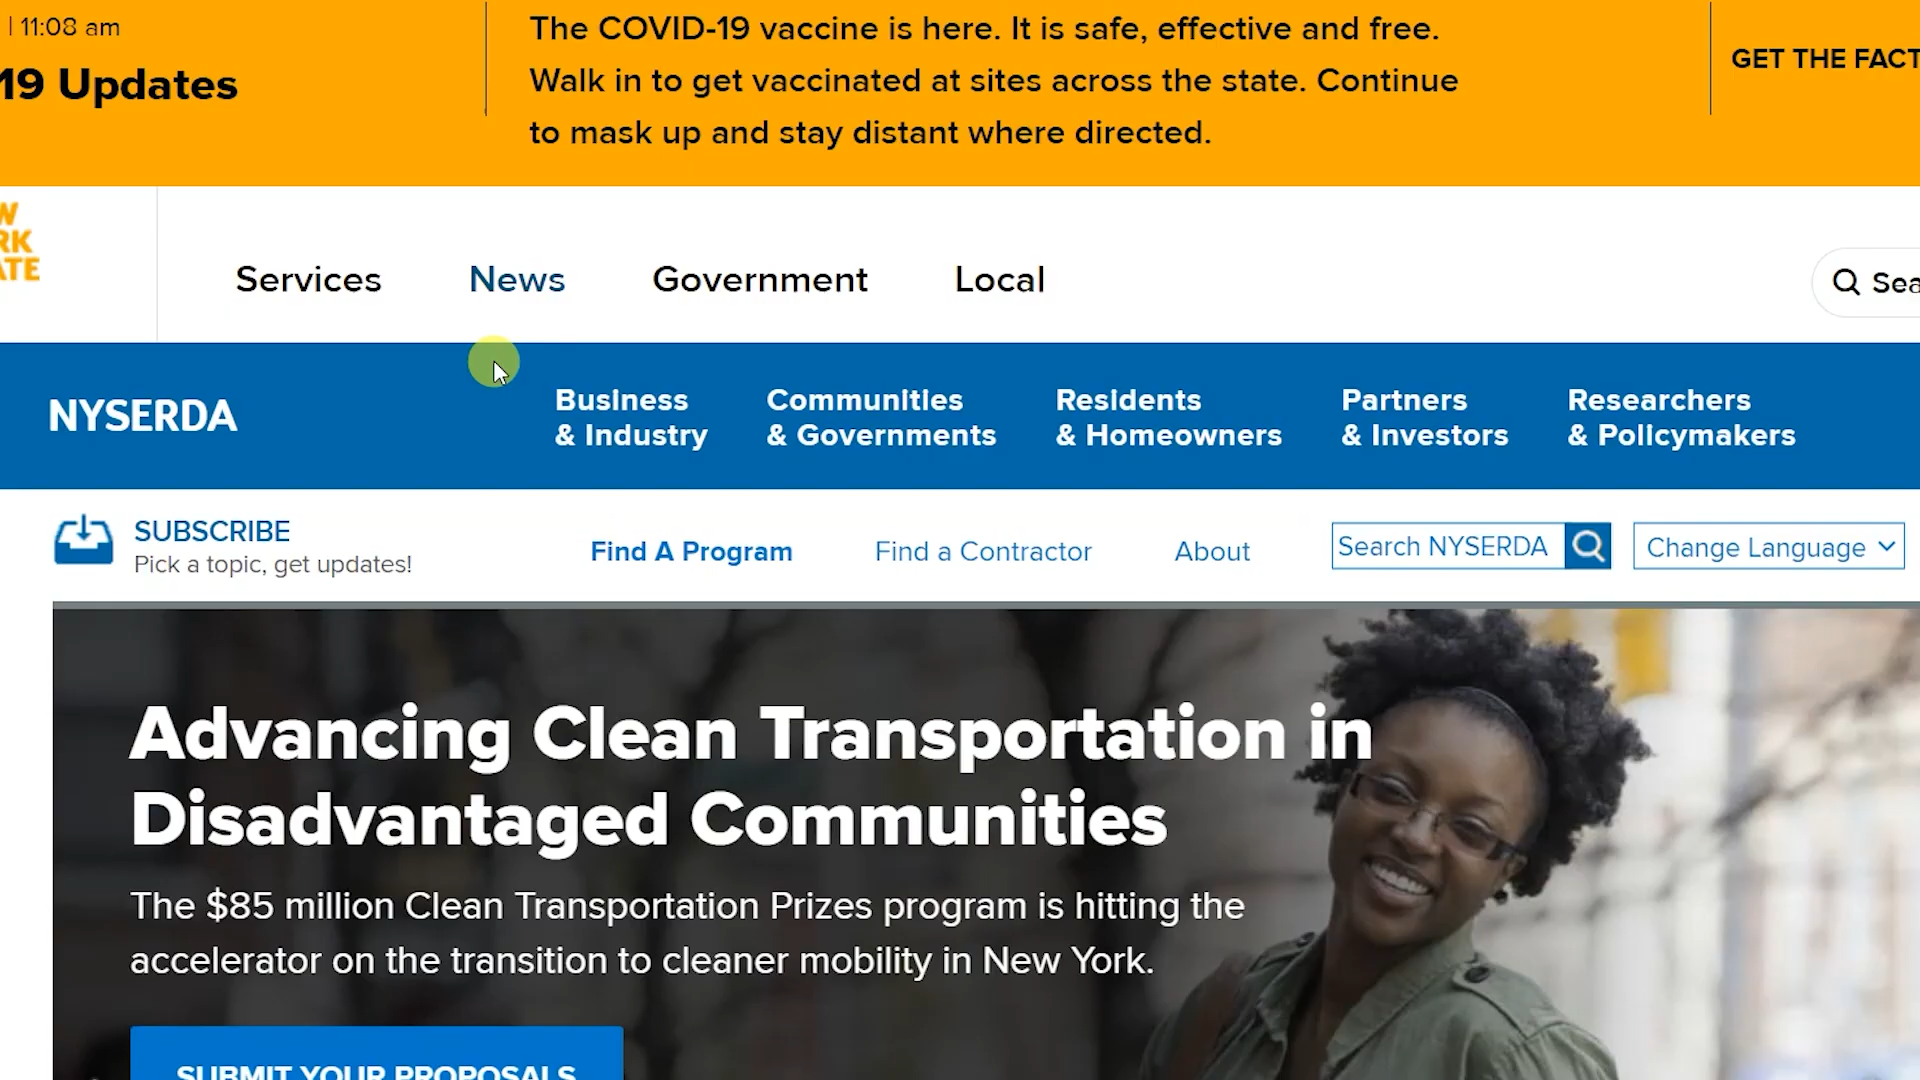 | 11:08 am
19 Updates
The COVID-19 vaccine is here. It is safe, effective and free.
Walk in to get vaccinated at sites across the state. Continue
to mask up and stay distant where directed.
GET THE FACT
W
RK
ATE
Services
News
Government
Local
Sea
NYSERDA
Business
& Industry
Communities
& Governments
Residents
& Homeowners
Partners
& Investors
Researchers
& Policymakers
SUBSCRIBE
Pick a topic, get updates!
Find A Program
Find a Contractor
About
Search NYSERDA
Change Language
Advancing Clean Transportation in
Disadvantaged Communities
The $85 million Clean Transportation Prizes program is hitting the
accelerator on the transition to cleaner mobility in New York.
SUBMIT YOUR PROPOSALS